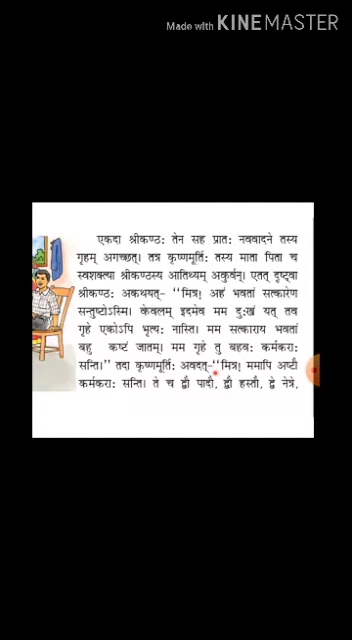 Made with KINEMASTER
एकदा श्रीकण्ठः तेन सह प्रातः नववादने तस्य
गृहम् अगच्छत्। तत्र कृष्णमूर्तिः तस्य माता पिता च
स्वशक्त्या श्रीकण्ठस्य आतिथ्यम् अकुर्वन्। एतत् दृष्ट्वा
श्रीकण्ठः अकथयत्- “मित्र! अहं भवतां सत्कारेण
सन्तुष्टोऽस्मि। केवलम् इदमेव मम दुःखं यत् तव
गृहे एकोऽपि भृत्यः नास्ति। मम सत्काराय भवतां
बहु कष्टं जातम्। मम गृहे तु बहवः कर्मकराः
सन्ति।” तदा कृष्णमूर्तिः अवदत्-“मित्र! ममापि अष्टौ
कर्मकराः सन्ति। ते च द्वौ पादौ, द्वौ हस्तौ, द्वे नेत्रे,